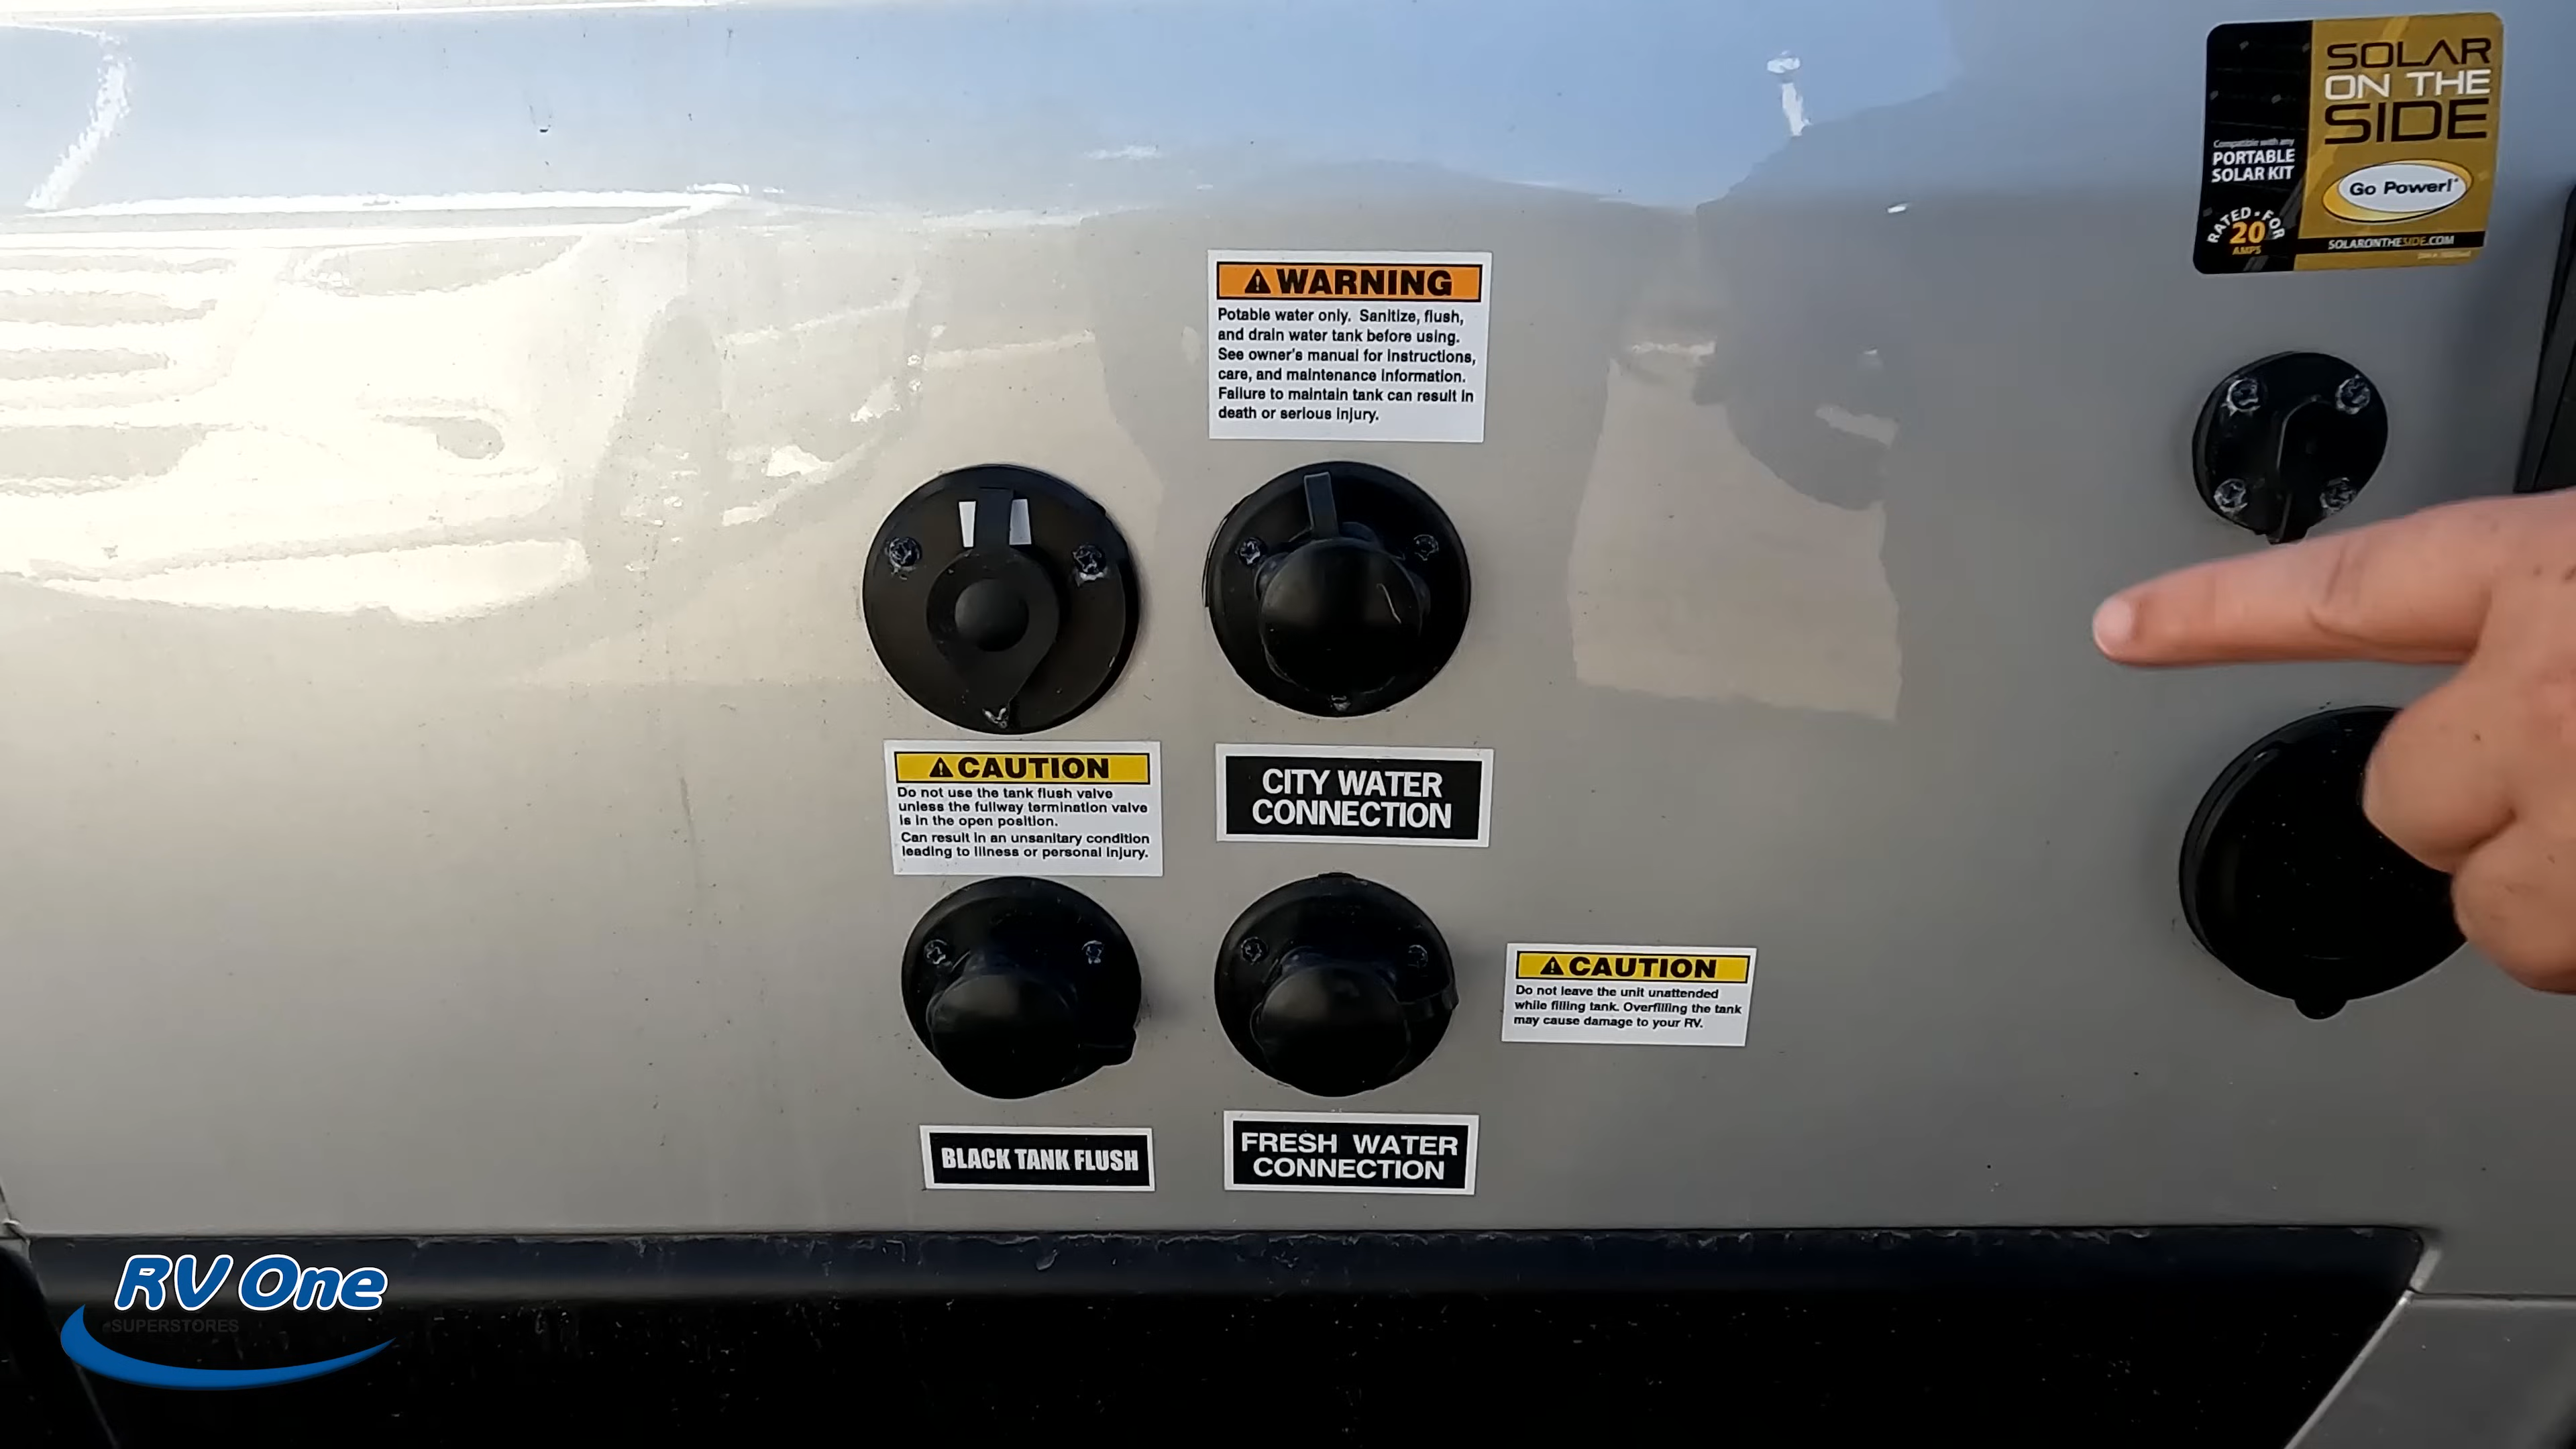 SOLAR
ON THE
SIDE
Compatible with any
PORTABLE
SOLAR KIT
Go Power!
RATED • FOR
20
AMPS
SOLARONTHESIDE.COM
WARNING
Potable water only. Sanitize, flush,
and drain water tank before using.
See owner's manual for instructions,
care, and maintenance information.
Failure to maintain tank can result in
death or serious injury.
CAUTION
Do not use the tank flush valve
unless the fullway termination valve
is in the open position.
Can result in an unsanitary condition
leading to illness or personal injury.
CITY WATER
CONNECTION
CAUTION
Do not leave the unit unattended
while filling tank. Overfilling the tank
may cause damage to your RV.
BLACK TANK FLUSH
FRESH WATER
CONNECTION
RV One
SUPERSTORES